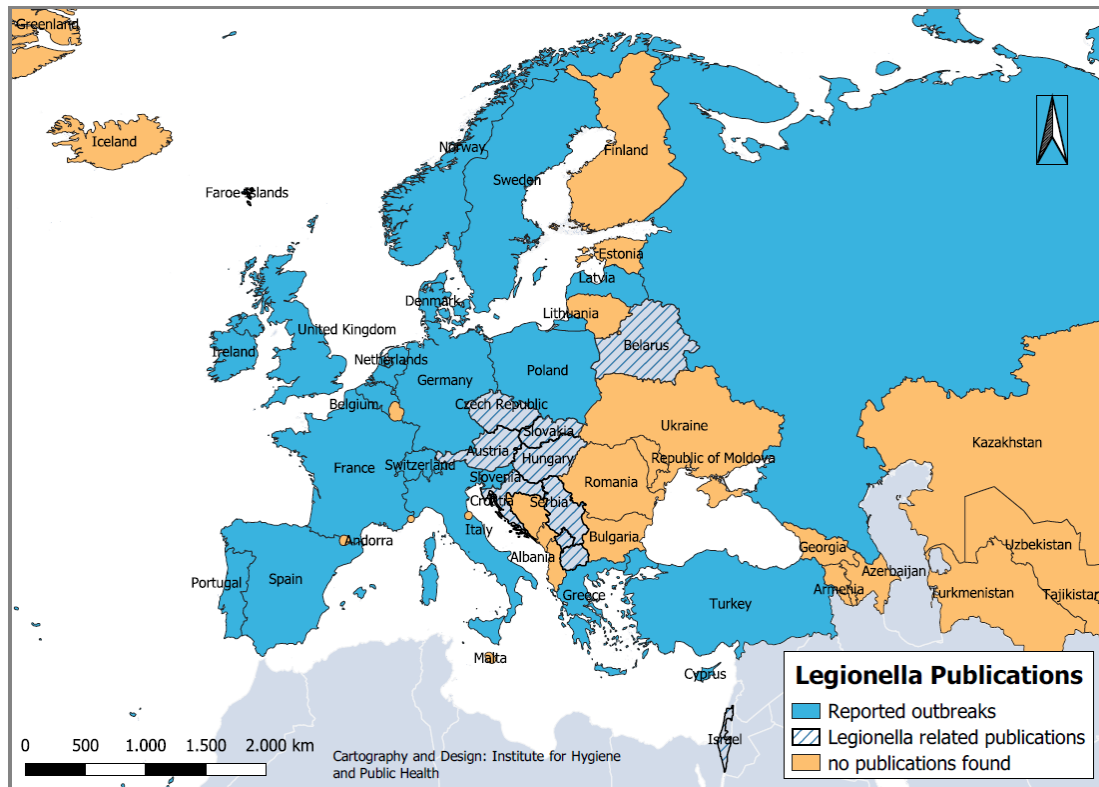 Greenland
Iceland
Finland
Norway
Sweden
Faroe Islands
Estonia
Latvia
Denmark
Lithuania
United Kingdom
Belarus
Ireland
Netherlands
Poland
Germany
Belgium
Czech Republic
Ukraine
Slovakia
Kazakhstan
Austria
Hungary
Republic of Moldova
France
Switzerland
Slovenia
Romania
Croatia
Serbia
Italy
Bulgaria
Andorra
Georgia
Uzbekistan
Albania
Azerbaijan
Portugal
Spain
Armenia
Turkmenistan
Tajikistan
Greece
Turkey
Malta
Cyprus
Israel
Legionella Publications
Reported outbreaks
Legionella related publications
no publications found
0 500 1.000 1.500 2.000 km
Cartography and Design: Institute for Hygiene
and Public Health